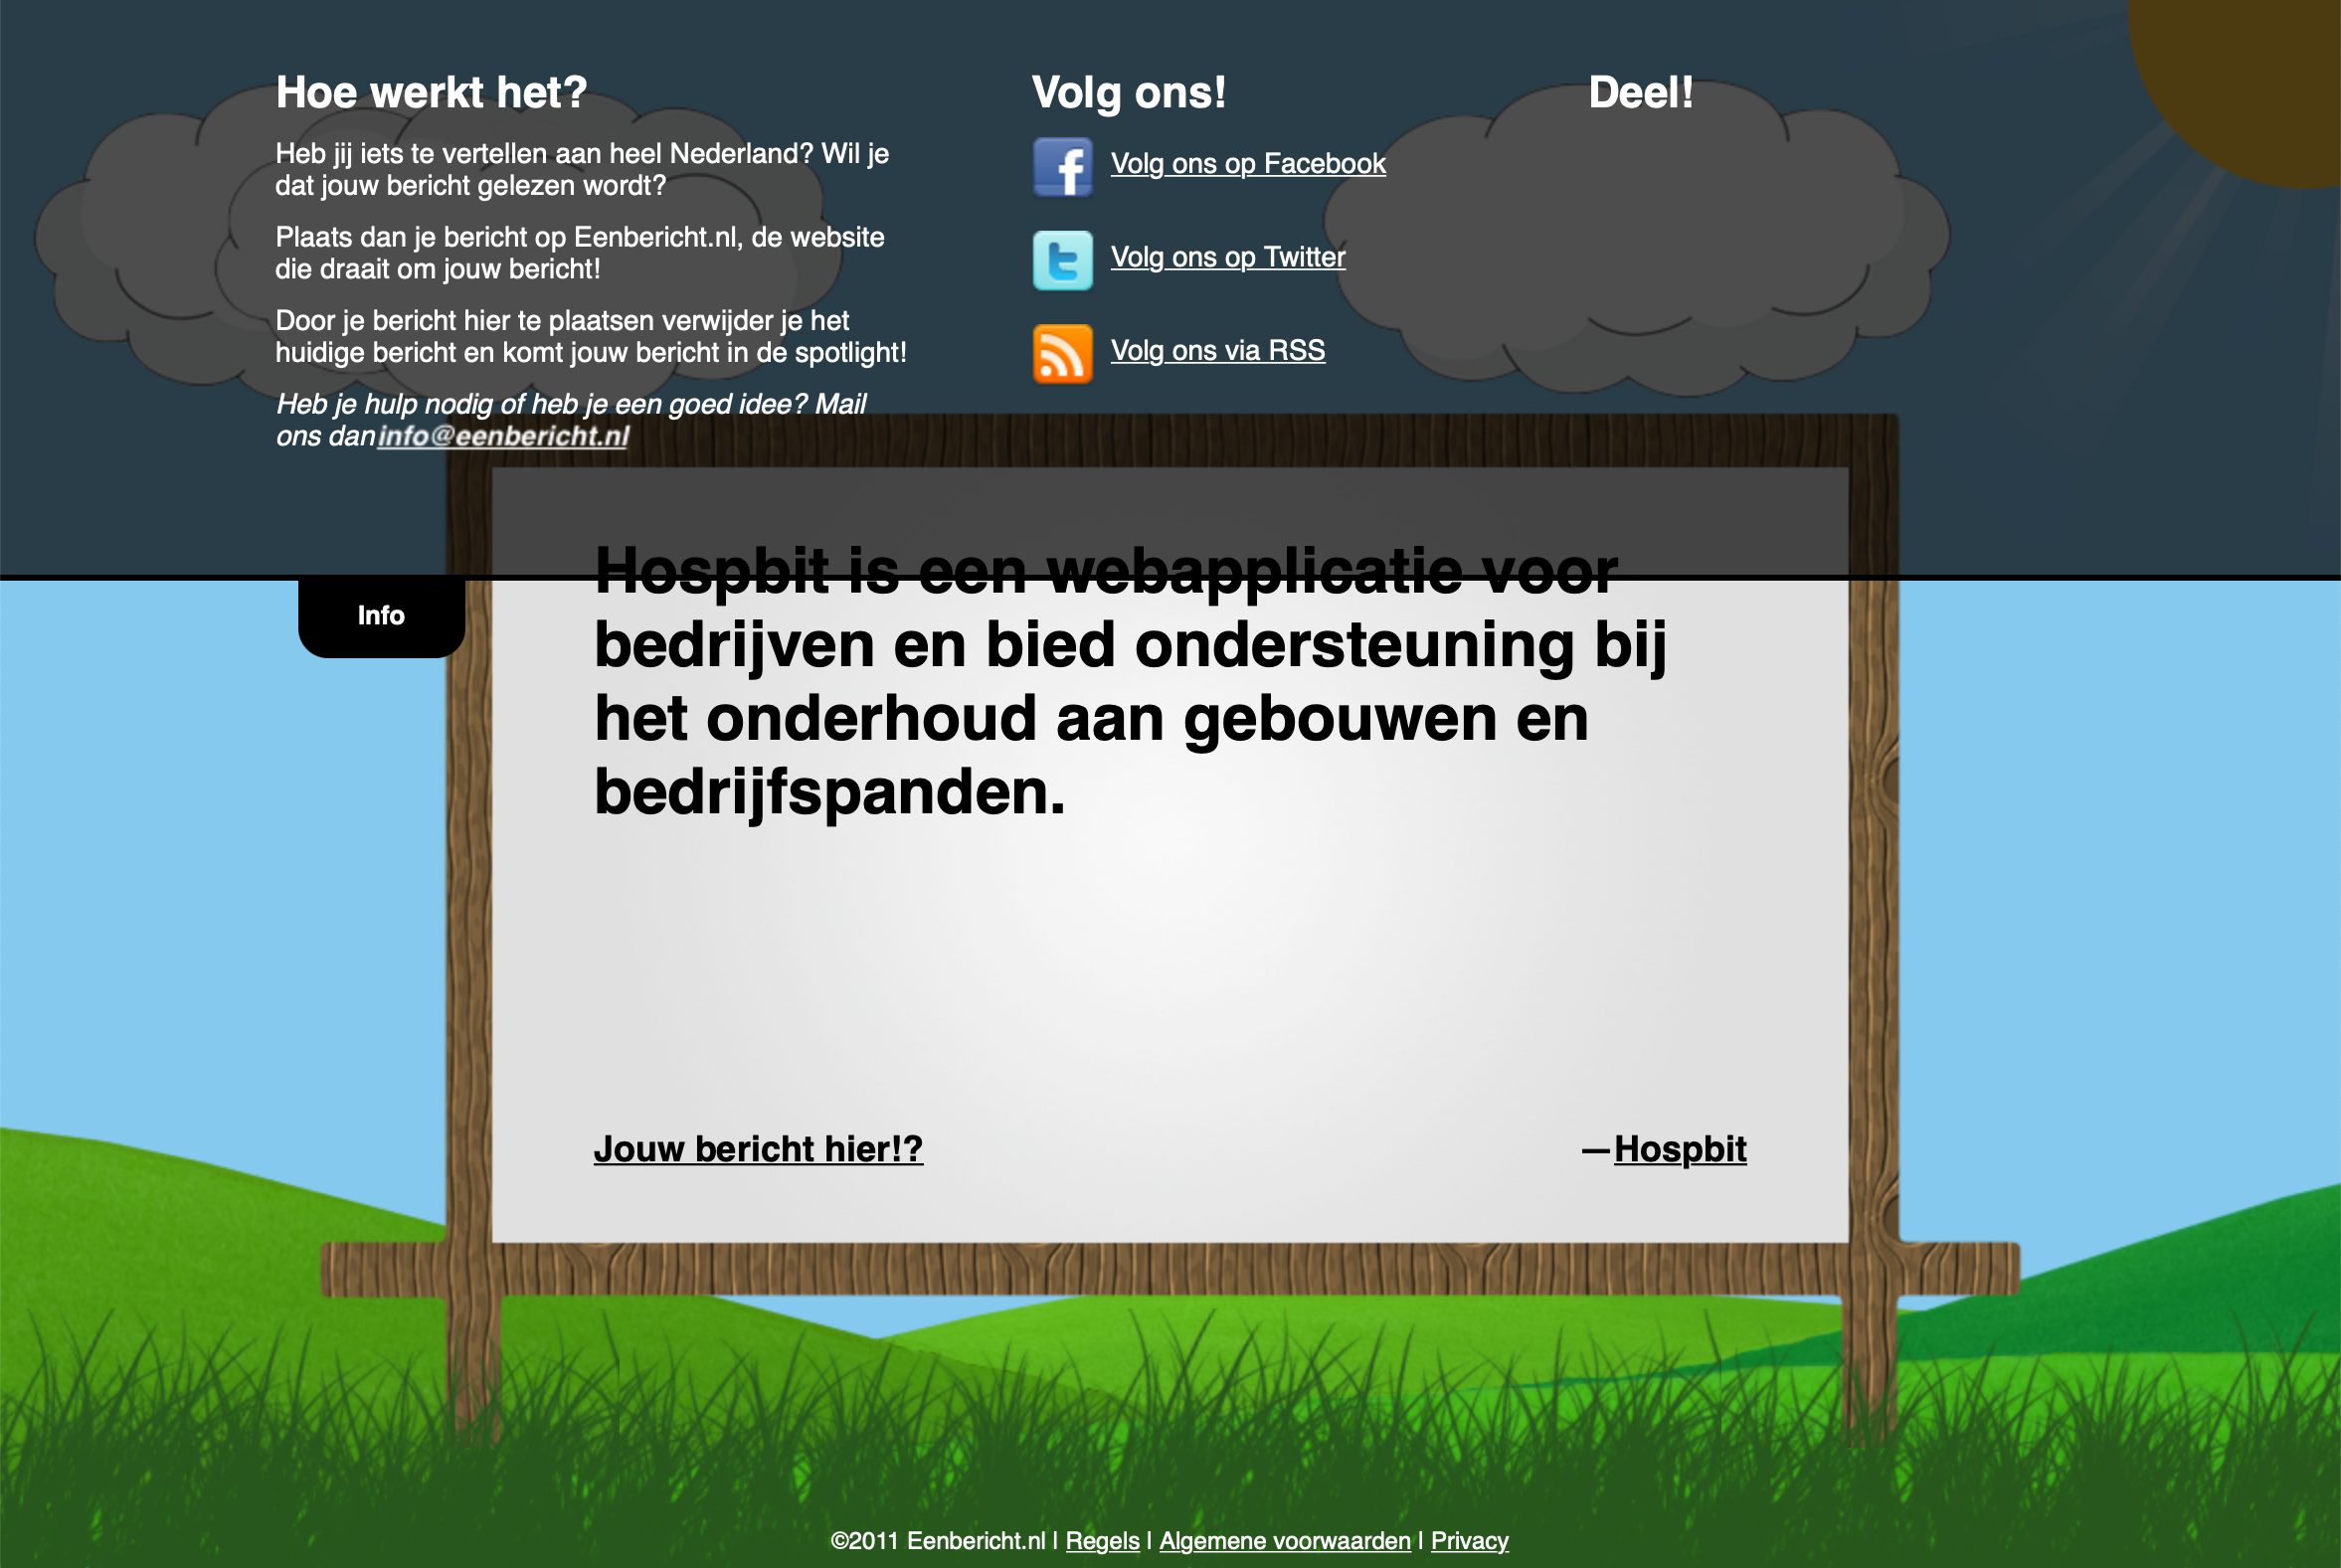 Hoe werkt het?
Heb jij iets te vertellen aan heel Nederland? Wil je
dat jouw bericht gelezen wordt?
Plaats dan je bericht op Eenbericht.nl, de website
die draait om jouw bericht!
Door je bericht hier te plaatsen verwijder je het
huidige bericht en komt jouw bericht in de spotlight!
Heb je hulp nodig of heb je een goed idee? Mail
ons dan info@eenbericht.nl
Volg ons!
Volg ons op Facebook
Volg ons op Twitter
Volg ons via RSS
Deel!
Info
Hospbit is een webapplicatie voor
bedrijven en bied ondersteuning bij
het onderhoud aan gebouwen en
bedrijfspanden.
Jouw bericht hier!?
—Hospbit
©2011 Eenbericht.nl | Regels | Algemene voorwaarden | Privacy